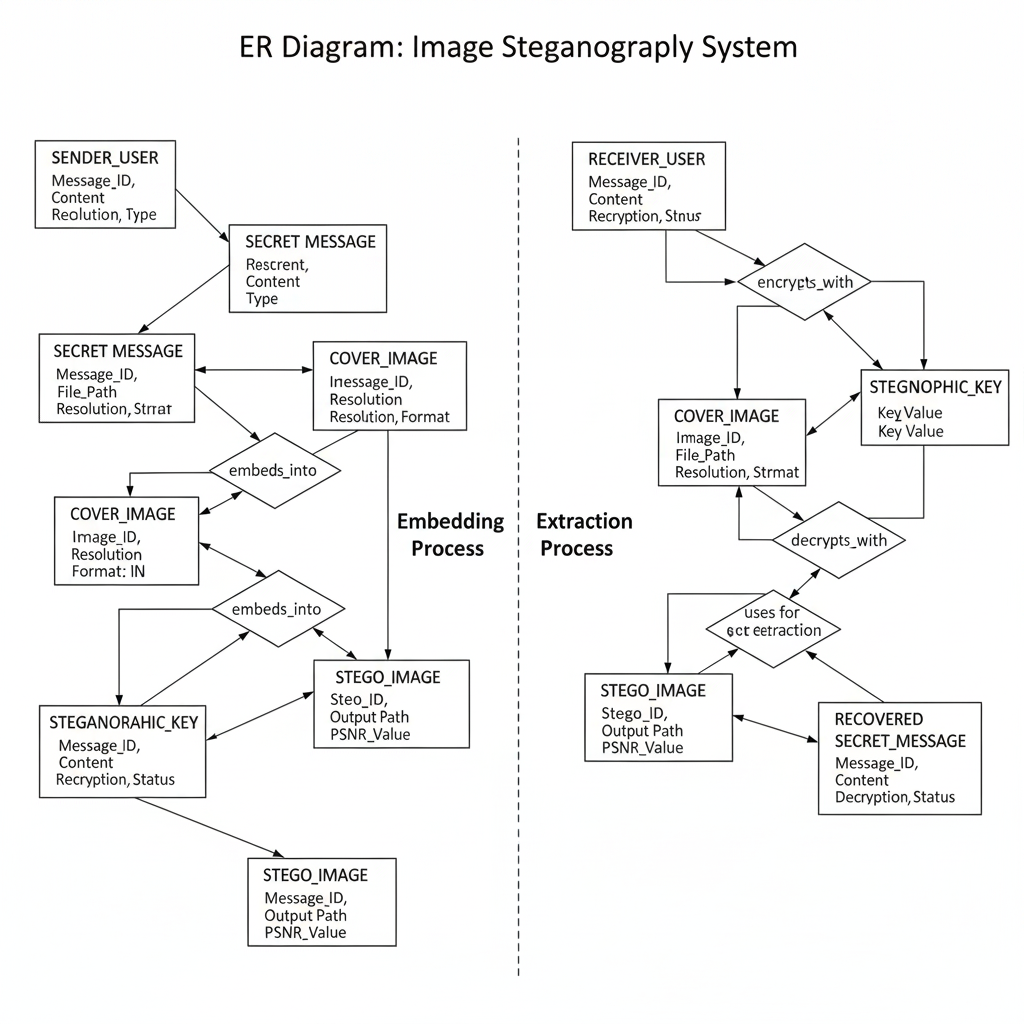 ER Diagram: Image Steganograply System
SENDER_USER
Message_ID,
Content
Reolution, Type
SECRET MESSAGE
Rescrent,
Content
Type
SECRET MESSAGE
Message_ID,
File_Path
Resolution, Strrat
COVER_IMAGE
Inessage_ID,
Resolution
Resolution, Format
embeds_into
COVER_IMAGE
Image_ID,
Resolution
Format: IN
embeds_into
STEGO_IMAGE
Steo_ID,
Output Path
PSNR_Value
STEGANORAHIC_KEY
Message_ID,
Content
Recryption, Status
STEGO_IMAGE
Message_ID,
Output Path
PSNR_Value
Embedding
Process
Extraction
Process
RECEIVER_USER
Message_ID,
Content
Recryption,
encrypts_with
STEGNOPHIC_KEY
Key Value
Key Value
COVER_IMAGE
Image_ID,
File_Path
Resolution, Strmat
decrypts_with
uses for
eetraction
STEGO_IMAGE
Stego_ID,
Output Path
PSNR_Value
RECOVERED
SECRET_MESSAGE
Message_ID,
Content
Decryption, Status